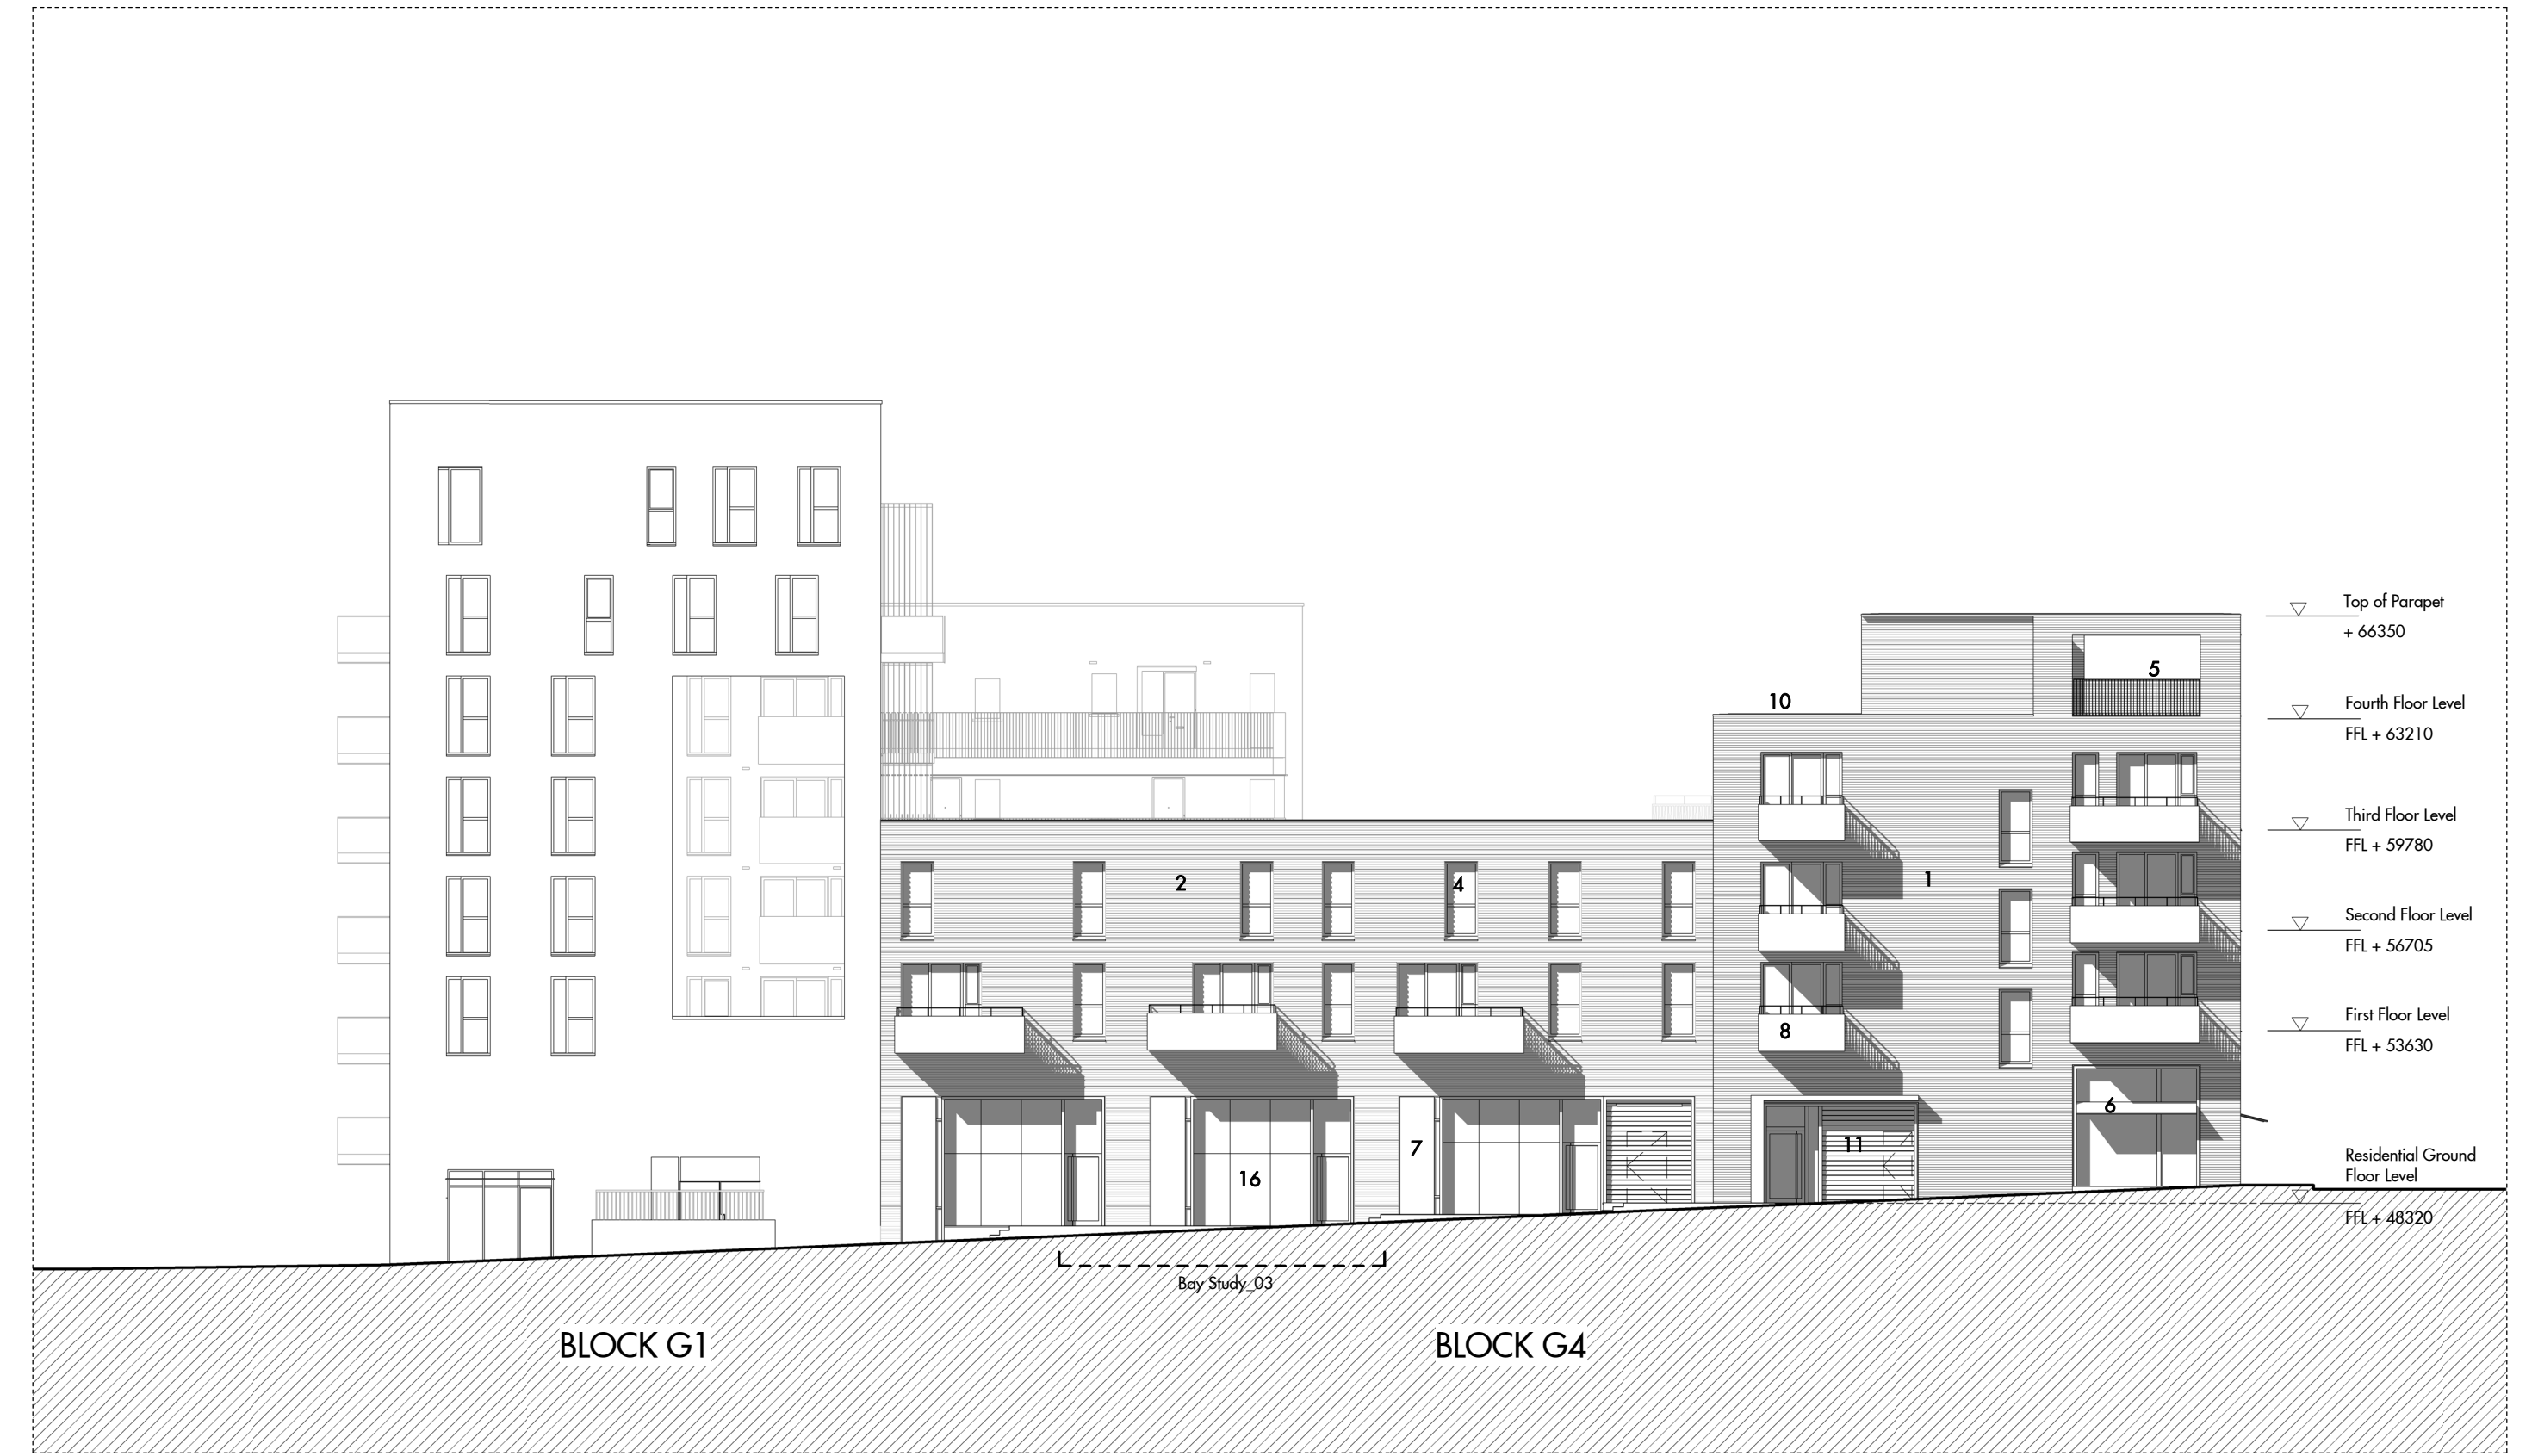 Top of Parapet
+ 66350
5
10
Fourth Floor Level
FFL + 63210
Third Floor Level
FFL + 59780
2
4
1
Second Floor Level
FFL + 56705
8
First Floor Level
FFL + 53630
6
7
11
16
Residential Ground
Floor Level
FFL + 48320
Bay Study_03
BLOCK G1
BLOCK G4